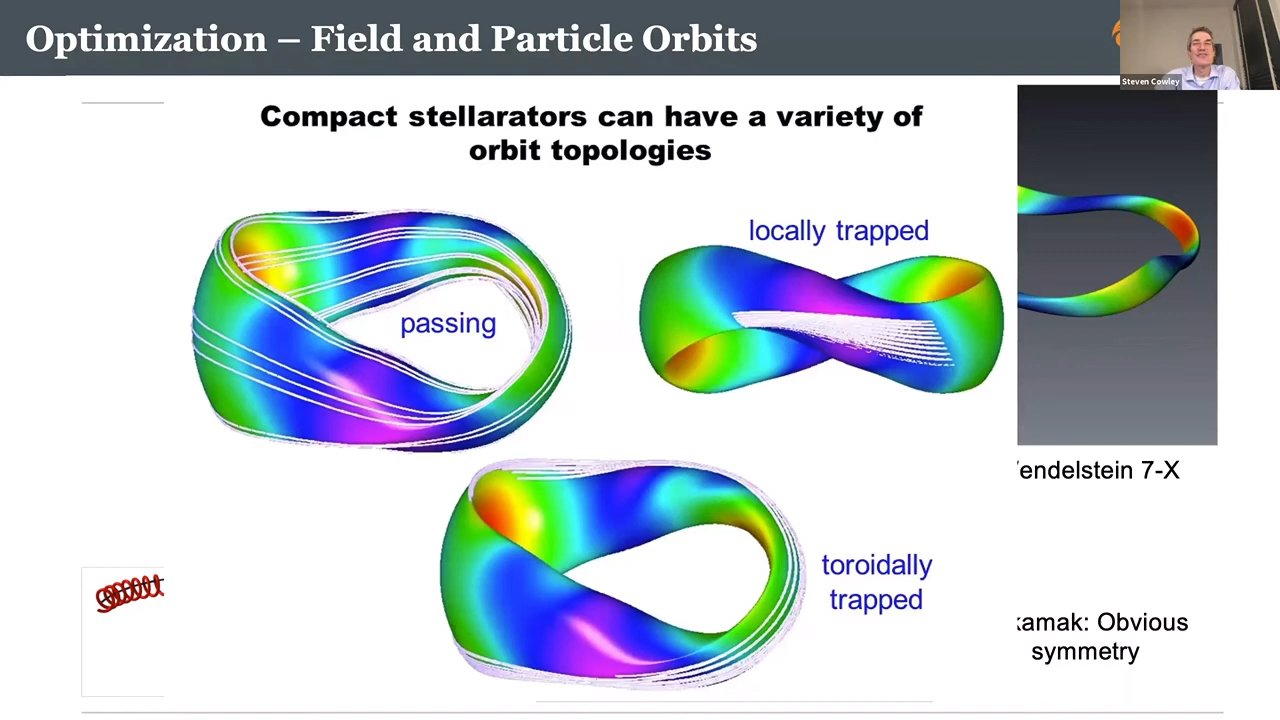 Optimization – Field and Particle Orbits
Steven Cowley
Compact stellarators can have a variety of
orbit topologies
locally trapped
passing
endelstein 7-X
toroidally
trapped
kamak: Obvious
symmetry